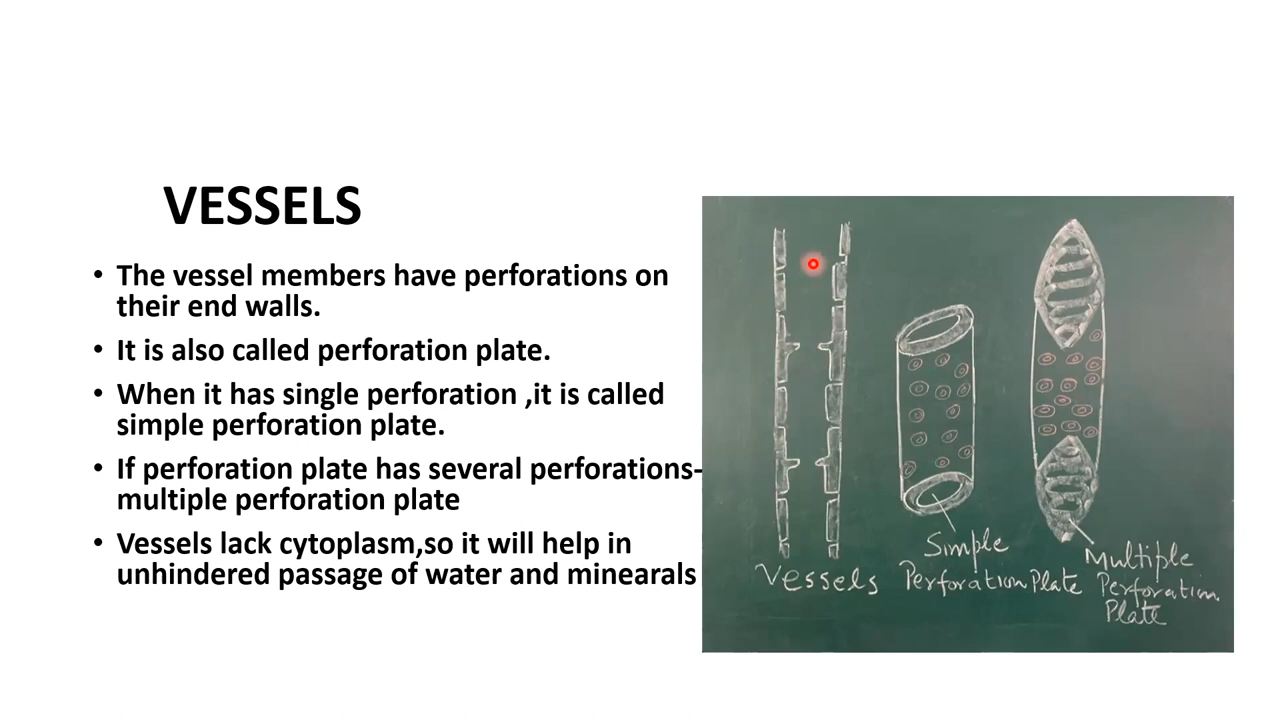 VESSELS
• The vessel members have perforations on
their end walls.
• It is also called perforation plate.
• When it has single perforation ,it is called
simple perforation plate.
• If perforation plate has several perforations-
multiple perforation plate
• Vessels lack cytoplasm,so it will help in
unhindered passage of water and minearals
Vessels
Simple
Perforation Plate
Multiple
Perforation
Plate